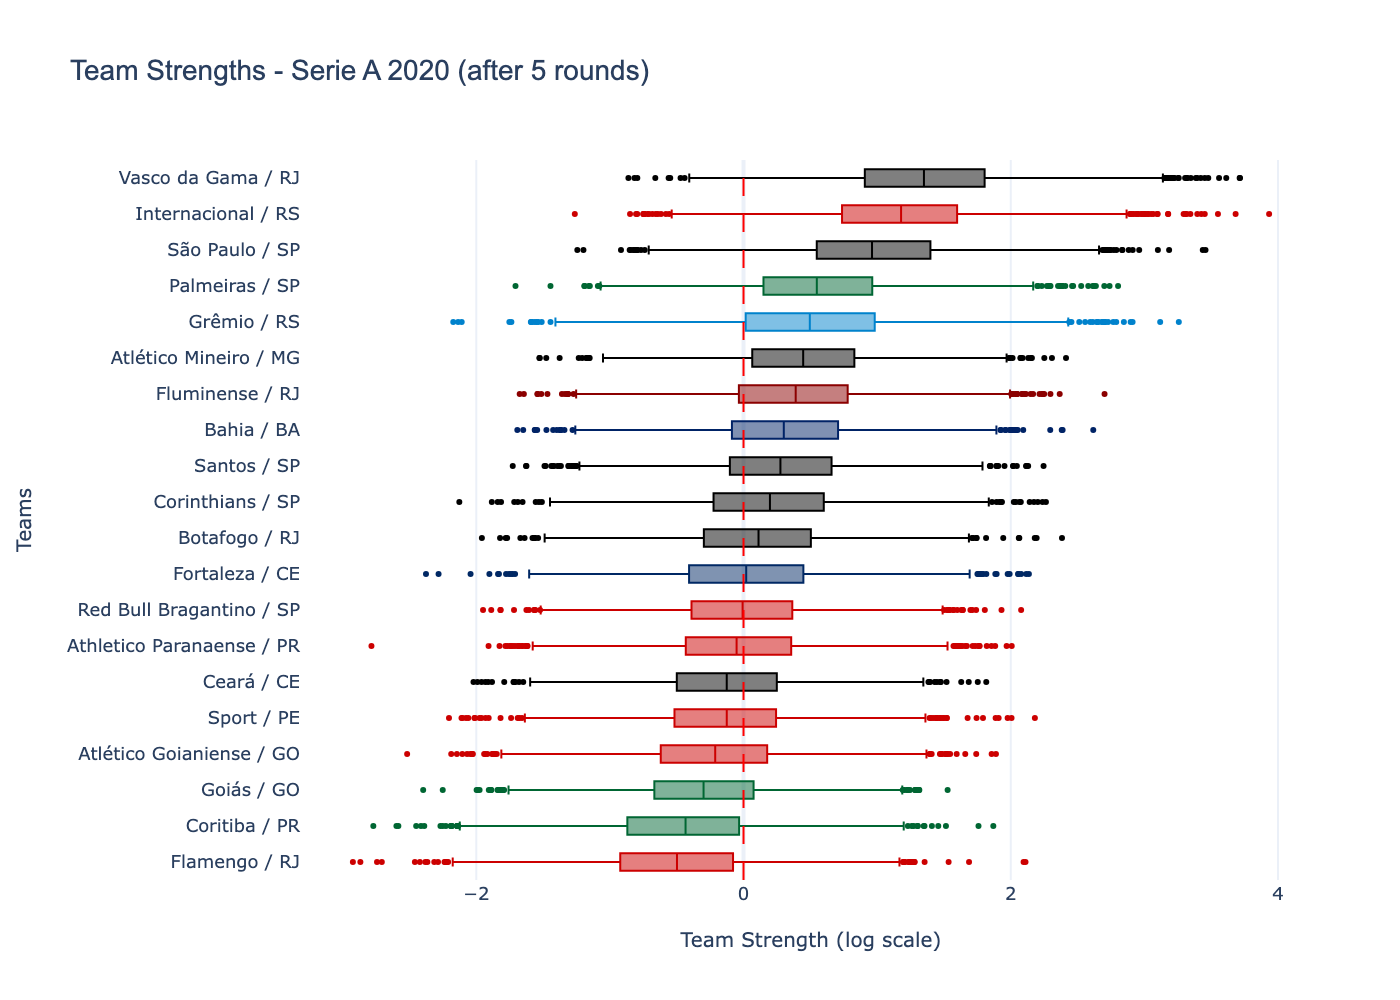 Team Strengths - Serie A 2020 (after 5 rounds)
Teams
Vasco da Gama / RJ
Internacional / RS
São Paulo / SP
Palmeiras / SP
Grêmio / RS
Atlético Mineiro / MG
Fluminense / RJ
Bahia / BA
Santos / SP
Corinthians / SP
Botafogo / RJ
Fortaleza / CE
Red Bull Bragantino / SP
Athletico Paranaense / PR
Ceará / CE
Sport / PE
Atlético Goianiense / GO
Goiás / GO
Coritiba / PR
Flamengo / RJ
−2 0 2 4
Team Strength (log scale)